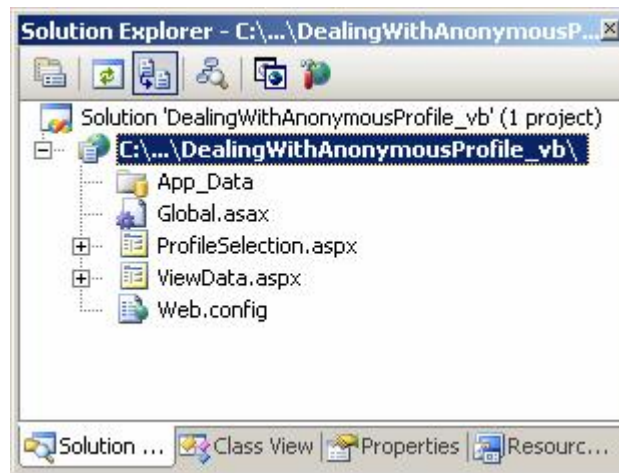 Solution Explorer - C:\...\DealingWithAnonymousP...
Solution 'DealingWithAnonymousProfile_vb' (1 project)
C:\...\DealingWithAnonymousProfile_vb\
App_Data
Global.asax
ProfileSelection.aspx
ViewData.aspx
Web.config
Solution ... Class View Properties Resourc...